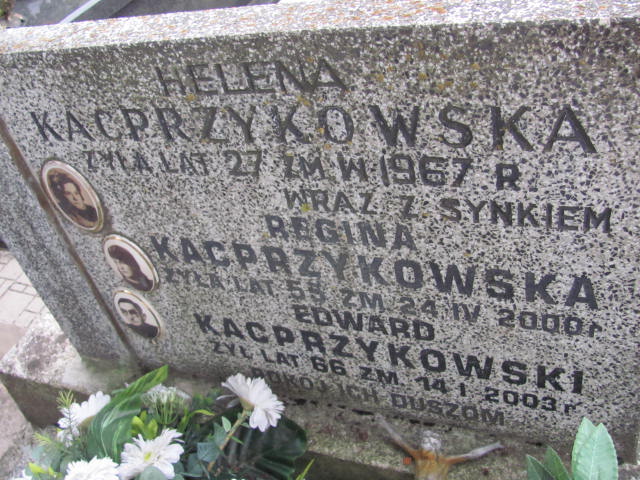 HELENA
KACPRZYKOWSKA
ŻYŁA LAT 27 ZM. W 1967 R.
WRAZ Z SYNKIEM
REGINA
KACPRZYKOWSKA
ŻYŁA LAT 53 ZM 24 IV 2000 r.
EDWARD
KACPRZYKOWSKI
ŻYŁ LAT 66 ZM. 14 I 2003 r.
POKÓJ ICH DUSZOM